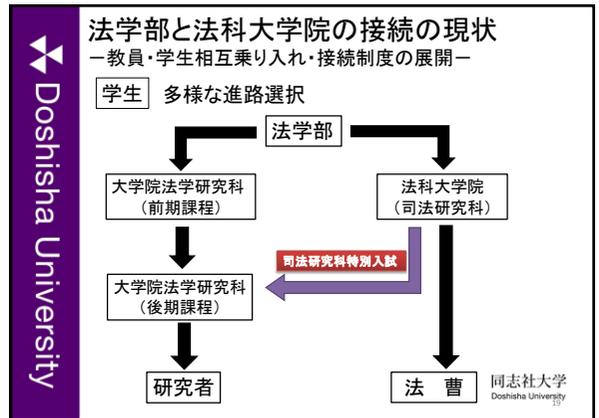 法学部と法科大学院の接続の現状
－教員・学生相互乗り入れ・接続制度の展開－
学生 多様な進路選択
法学部
大学院法学研究科
（前期課程）
法科大学院
（司法研究科）
司法研究科特別入試
大学院法学研究科
（後期課程）
研究者
法　曹
Doshisha University
同志社大学
Doshisha University
19